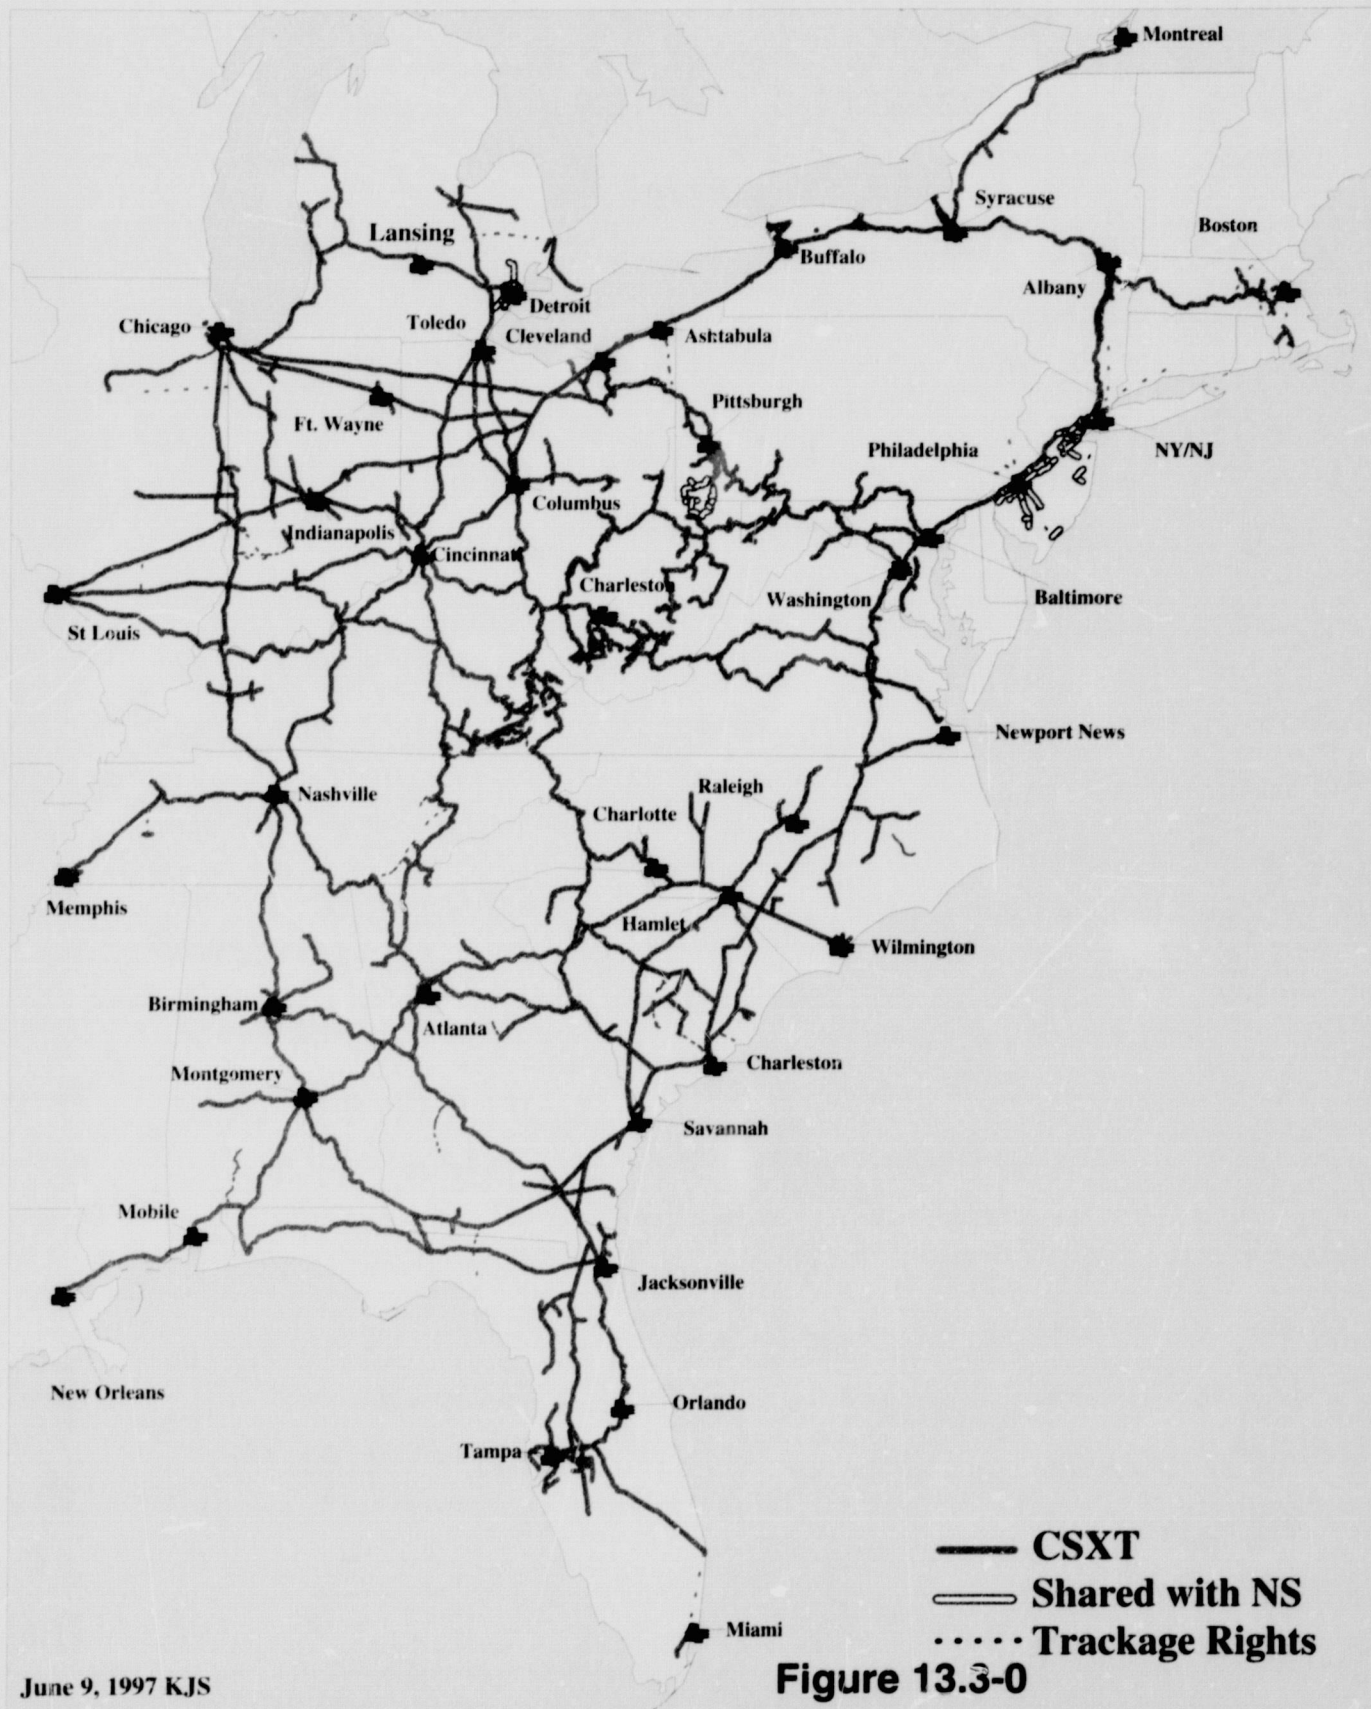 Montreal
Syracuse
Boston
Lansing
Buffalo
Albany
Detroit
Chicago
Toledo
Cleveland
Ashtabula
Pittsburgh
Ft. Wayne
Philadelphia
NY/NJ
Columbus
Indianapolis
Cincinnati
Charleston
Washington
Baltimore
St Louis
Newport News
Raleigh
Nashville
Charlotte
Memphis
Hamlet
Wilmington
Birmingham
Atlanta
Charleston
Montgomery
Savannah
Mobile
Jacksonville
New Orleans
Orlando
Tampa
CSXT
Shared with NS
Miami
Trackage Rights
Figure 13.3-0
June 9, 1997 KJS